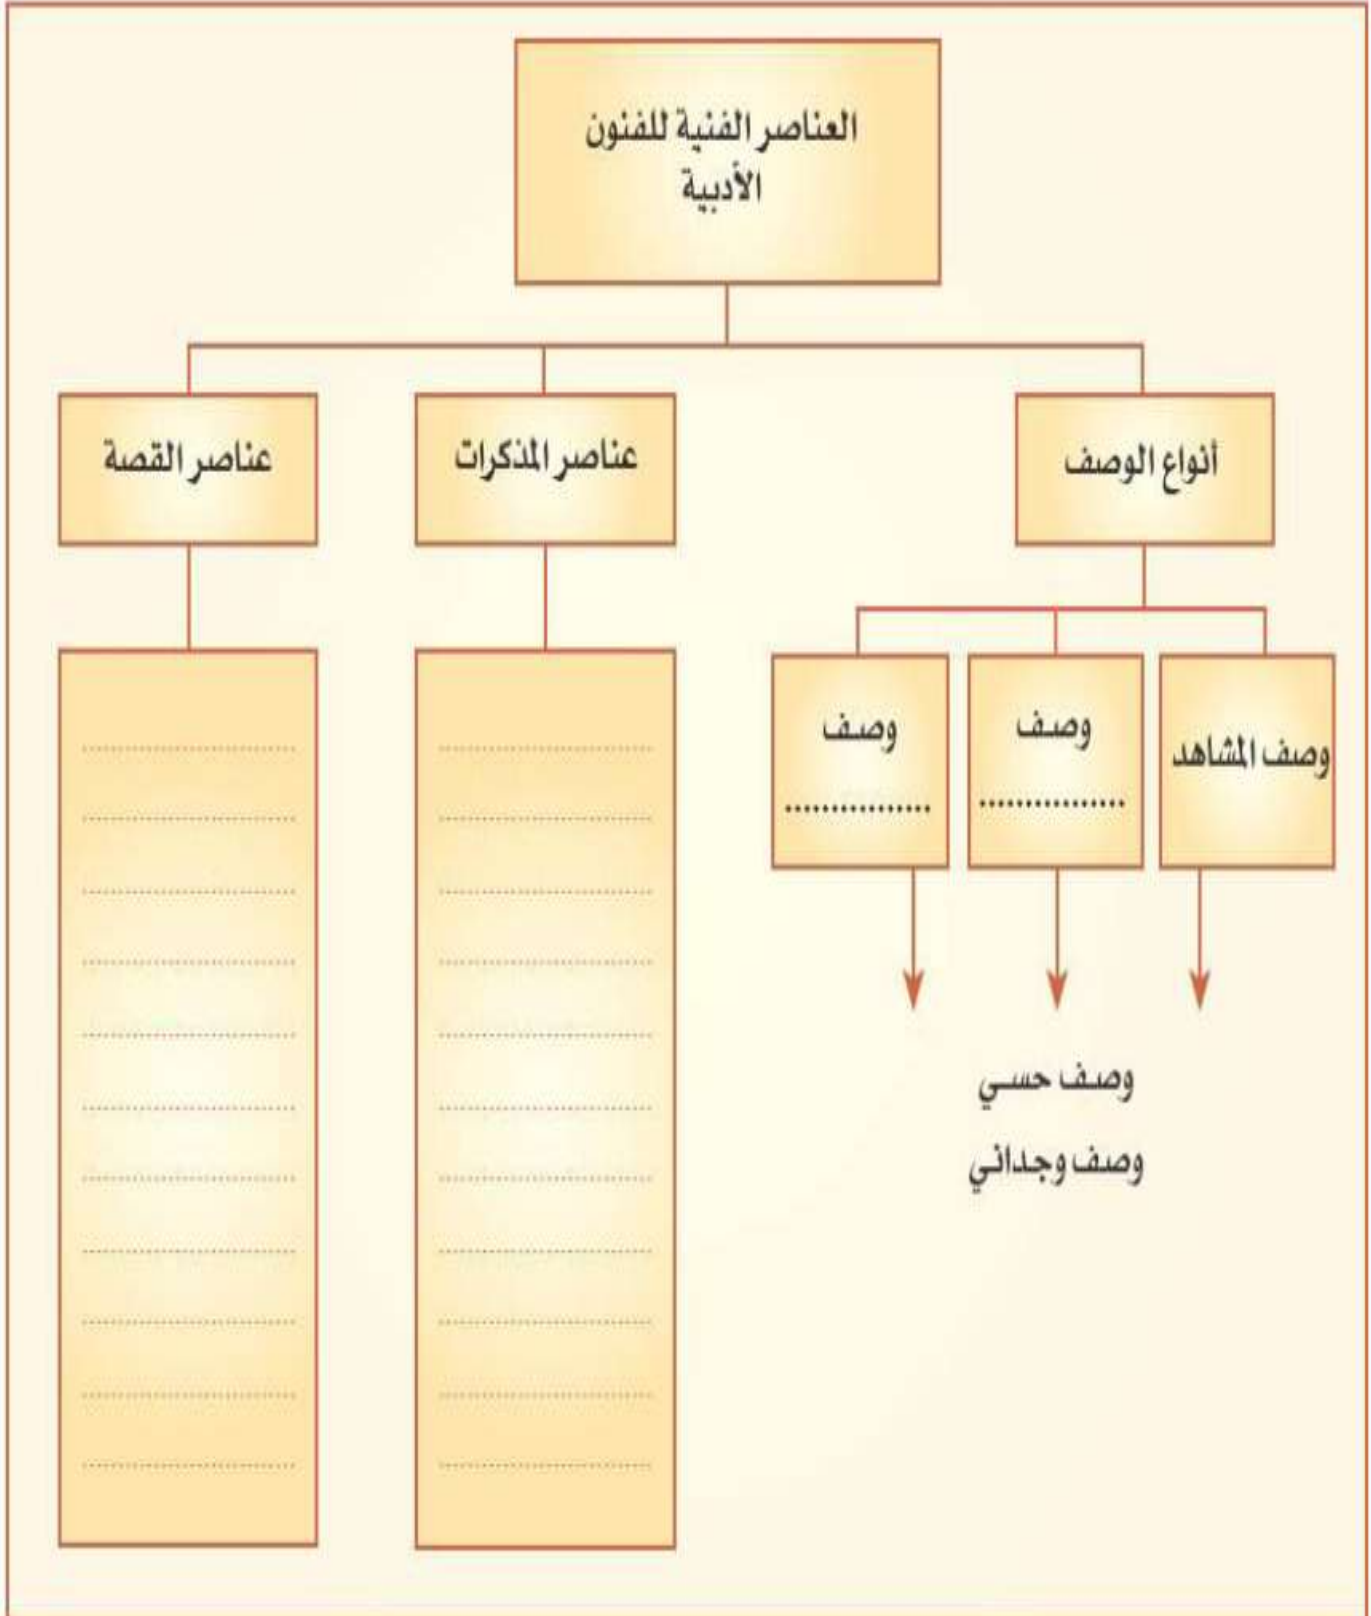 العناصر الفنية للفنون
الأدبية
أنواع الوصف
عناصر المذكرات
عناصر القصة
وصف المشاهد
وصف
................
وصف
................
وصف حسي
وصف وجداني